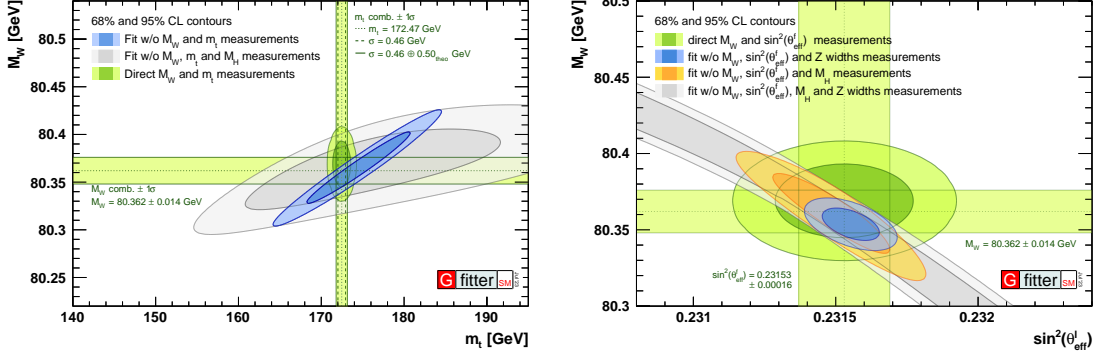 68% and 95% CL contours
Fit w/o M_W and m_t measurements
Fit w/o M_W, m_t and M_H measurements
Direct M_W and m_t measurements
m_t comb. ± 1σ
m_t = 172.47 GeV
σ = 0.46 GeV
σ = 0.46 ⊕ 0.50_theo GeV
M_W comb. ± 1σ
M_W = 80.362 ± 0.014 GeV
M_W [GeV]
80.5
80.45
80.4
80.35
80.3
80.25
140 150 160 170 180 190
m_t [GeV]
G fitter SM
68% and 95% CL contours
direct M_W and sin²(θ^l_eff) measurements
fit w/o M_W, sin²(θ^l_eff) and Z widths measurements
fit w/o M_W, sin²(θ^l_eff) and M_H measurements
fit w/o M_W, sin²(θ^l_eff), M_H and Z widths measurements
M_W = 80.362 ± 0.014 GeV
sin²(θ^l_eff) = 0.23153
± 0.00016
M_W [GeV]
80.5
80.45
80.4
80.35
80.3
0.231 0.2315 0.232
sin²(θ^l_eff)
G fitter SM